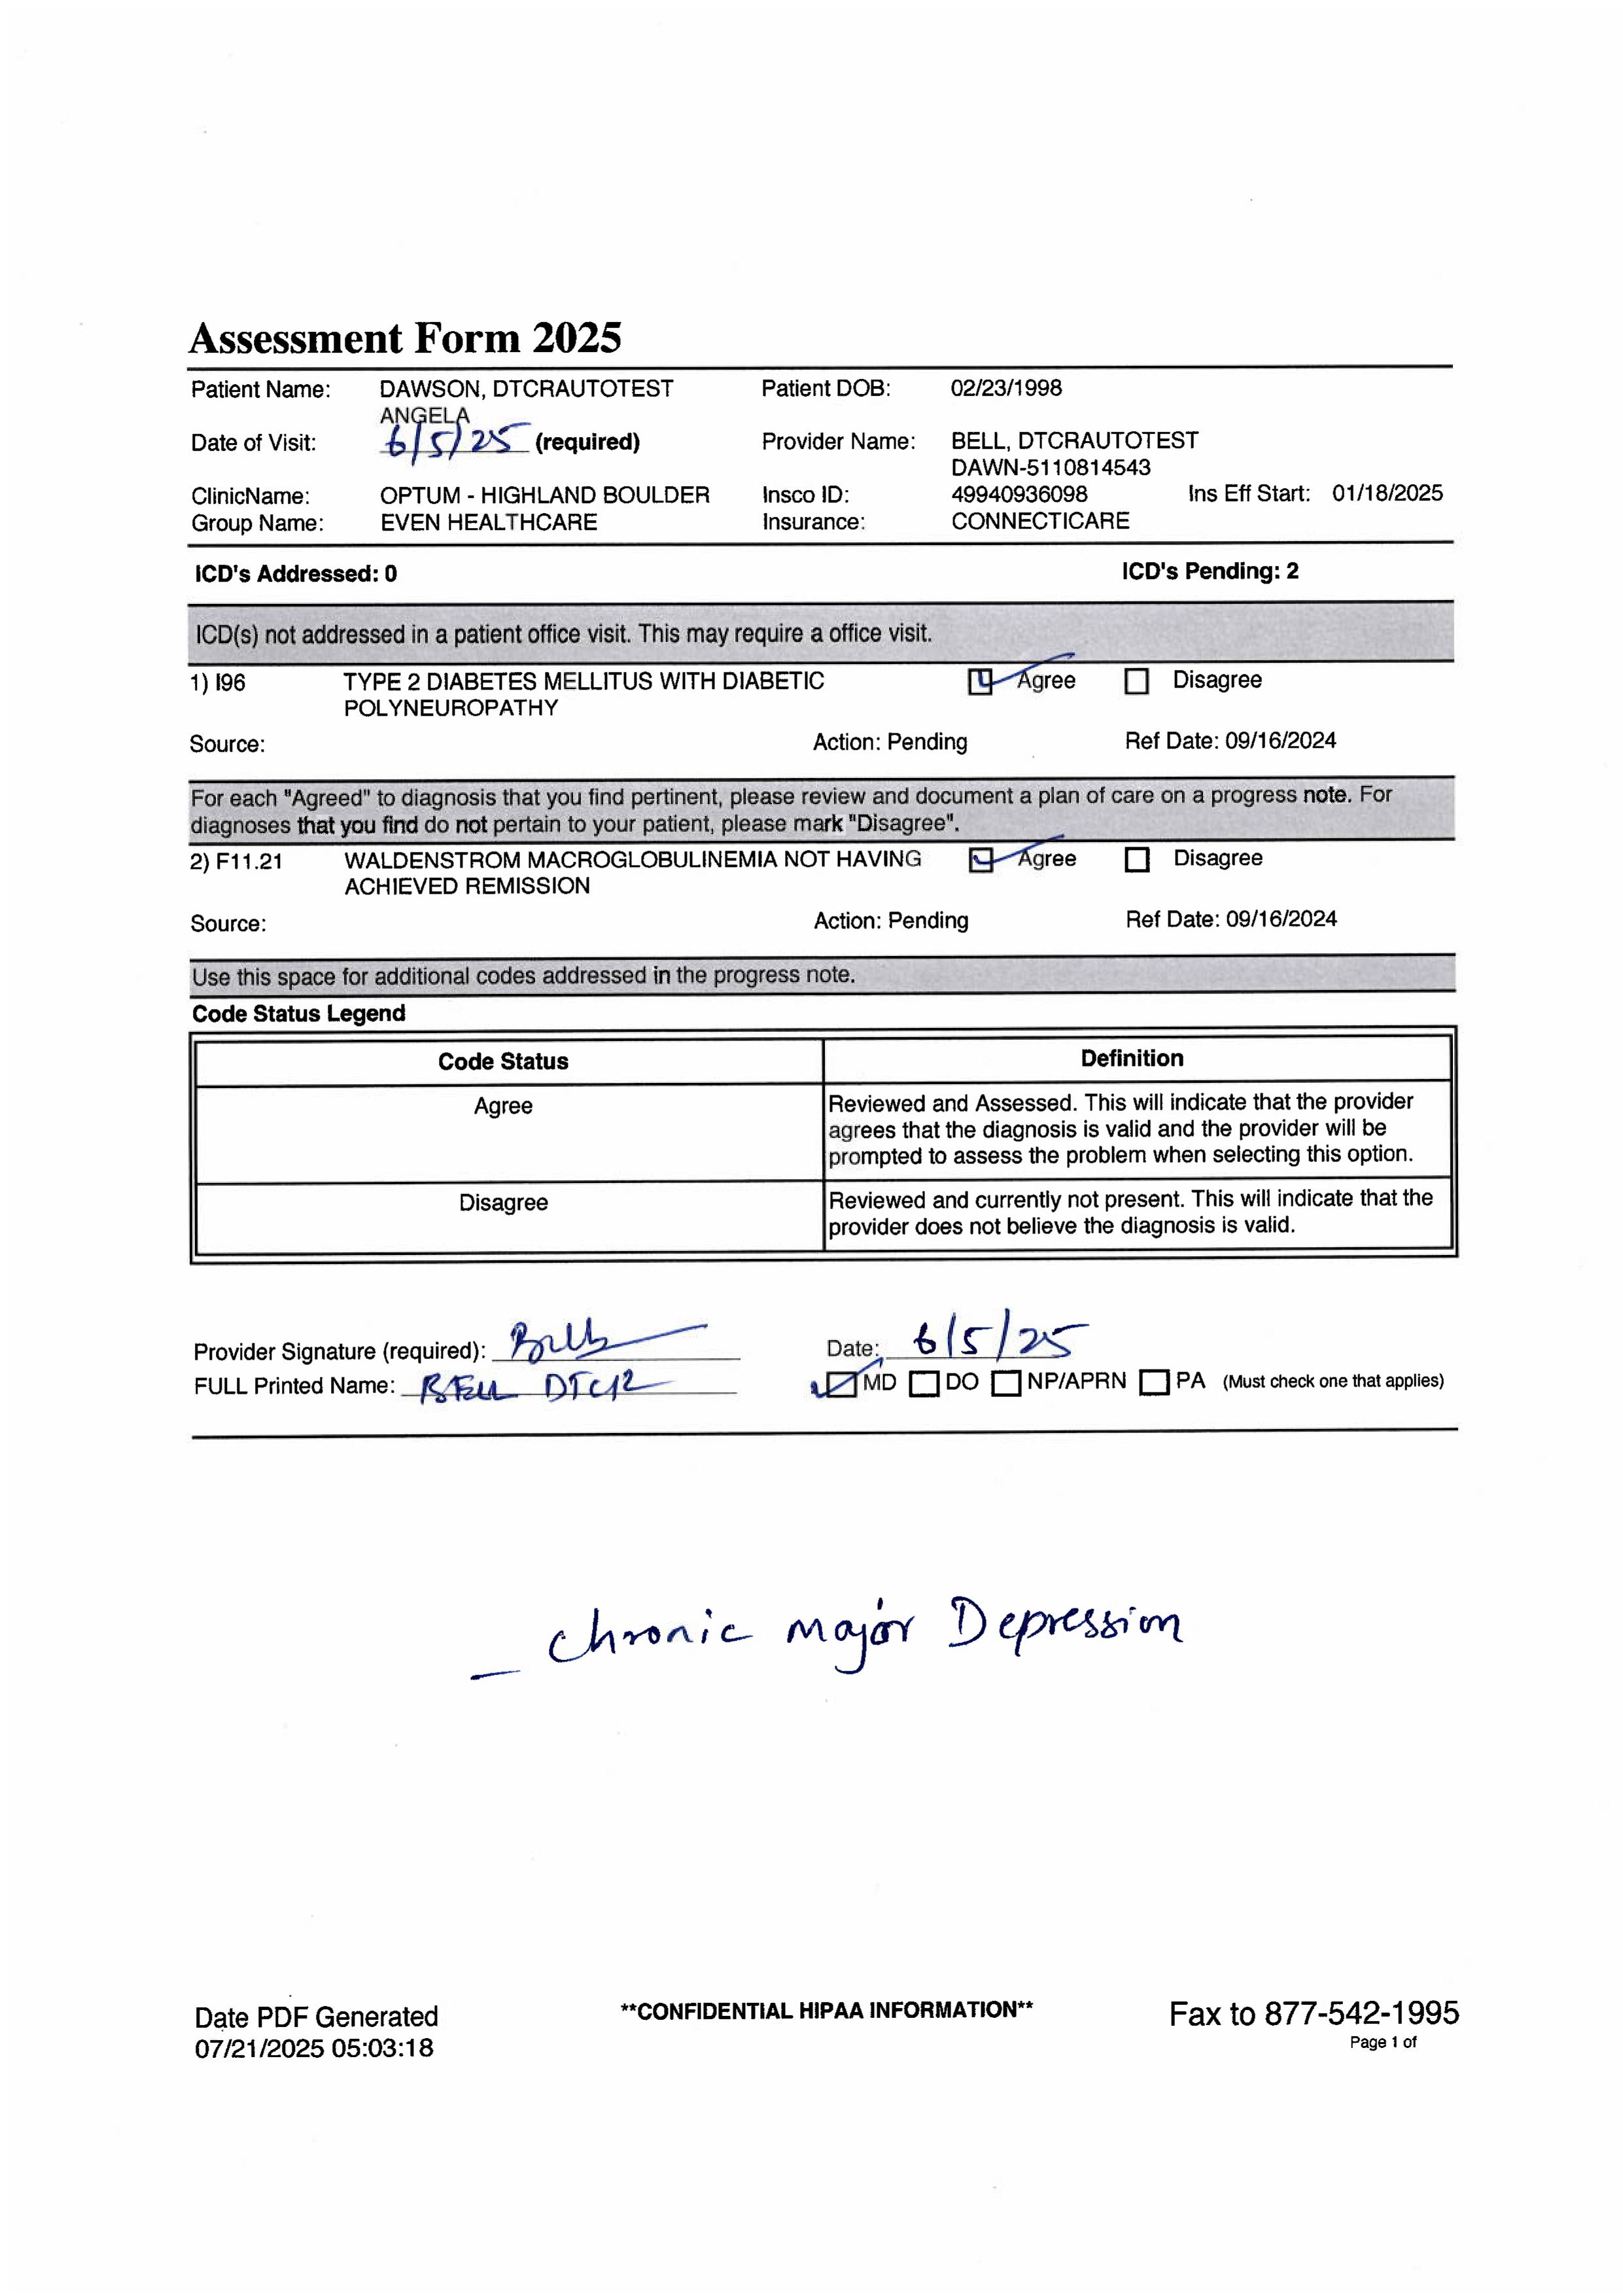 Assessment Form 2025
Patient Name: DAWSON, DTCRAUTOTEST ANGELA Patient DOB: 02/23/1998
Date of Visit: 6/5/25 (required) Provider Name: BELL, DTCRAUTOTEST DAWN-5110814543
ClinicName: OPTUM - HIGHLAND BOULDER Insco ID: 49940936098 Ins Eff Start: 01/18/2025
Group Name: EVEN HEALTHCARE Insurance: CONNECTICARE
ICD's Addressed: 0 ICD's Pending: 2
ICD(s) not addressed in a patient office visit. This may require a office visit.
1) I96 TYPE 2 DIABETES MELLITUS WITH DIABETIC Agree Disagree
POLYNEUROPATHY
Source: Action: Pending Ref Date: 09/16/2024
For each "Agreed" to diagnosis that you find pertinent, please review and document a plan of care on a progress note. For
diagnoses that you find do not pertain to your patient, please mark "Disagree".
2) F11.21 WALDENSTROM MACROGLOBULINEMIA NOT HAVING Agree Disagree
ACHIEVED REMISSION
Source: Action: Pending Ref Date: 09/16/2024
Use this space for additional codes addressed in the progress note.
Code Status Legend
Code Status Definition
Agree Reviewed and Assessed. This will indicate that the provider
agrees that the diagnosis is valid and the provider will be
prompted to assess the problem when selecting this option.
Disagree Reviewed and currently not present. This will indicate that the
provider does not believe the diagnosis is valid.
Provider Signature (required): Date: 6/5/25
FULL Printed Name: BELL MD DO NP/APRN PA (Must check one that applies)
_ chronic major Depression
Date PDF Generated **CONFIDENTIAL HIPAA INFORMATION** Fax to 877-542-1995
07/21/2025 05:03:18 Page 1 of